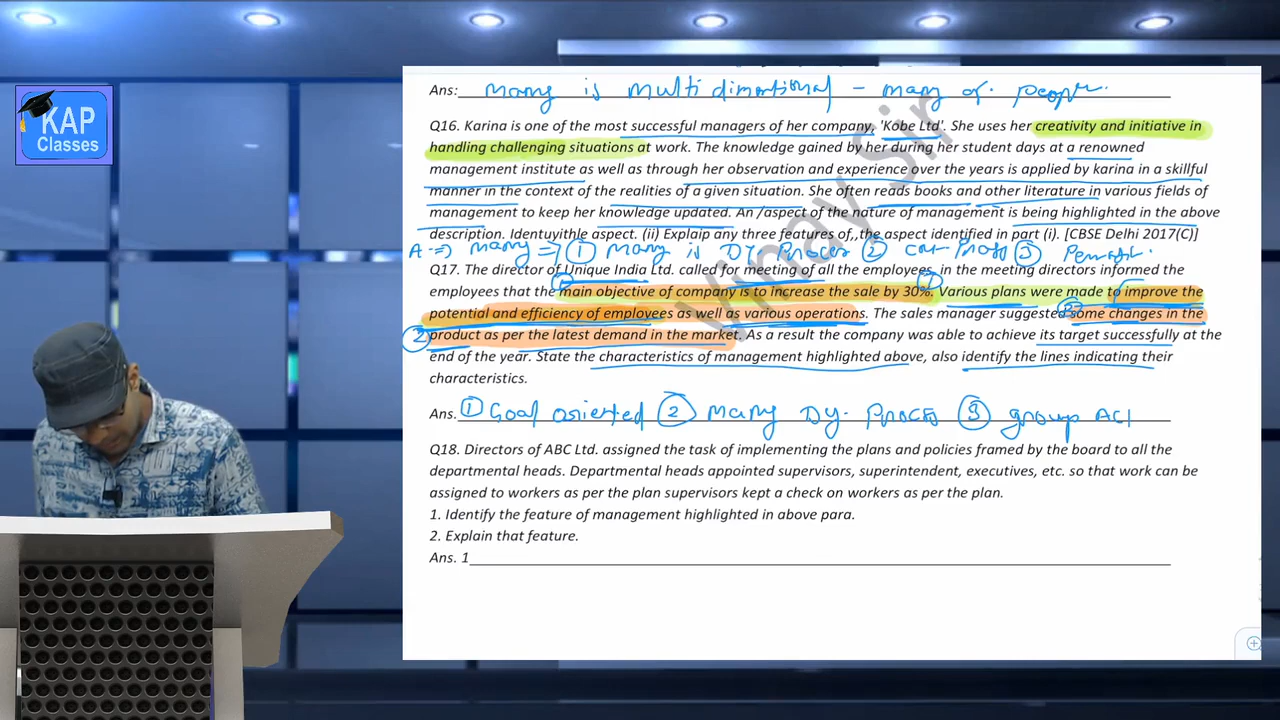 KAP
Classes
Ans: is multi dimentional - of people.
Q16. Karina is one of the most successful managers of her company, 'Kobe Ltd'. She uses her creativity and initiative in
handling challenging situations at work. The knowledge gained by her during her student days at a renowned
management institute as well as through her observation and experience over the years is applied by karina in a skillful
manner in the context of the realities of a given situation. She often reads books and other literature in various fields of
management to keep her knowledge updated. An aspect of the nature of management is being highlighted in the above
description. Identuyithle aspect. (ii) Explaip any three features of, the aspect identified in part (i). [CBSE Delhi 2017(C)]
A ⇒ ⇒ ① is Dy. Process ② ③
Q17. The director of Unique India Ltd. called for meeting of all the employees, in the meeting directors informed the
employees that the main objective of company is to increase the sale by 30%. Various plans were made to improve the
potential and efficiency of employees as well as various operations. The sales manager suggested some changes in the
② product as per the latest demand in the market. As a result the company was able to achieve its target successfully at the
end of the year. State the characteristics of management highlighted above, also identify the lines indicating their
characteristics.
Ans. ① Goal oriented ② Dy. Process ③ group Act
Q18. Directors of ABC Ltd. assigned the task of implementing the plans and policies framed by the board to all the
departmental heads. Departmental heads appointed supervisors, superintendent, executives, etc. so that work can be
assigned to workers as per the plan supervisors kept a check on workers as per the plan.
1. Identify the feature of management highlighted in above para.
2. Explain that feature.
Ans. 1
Vinay Sir